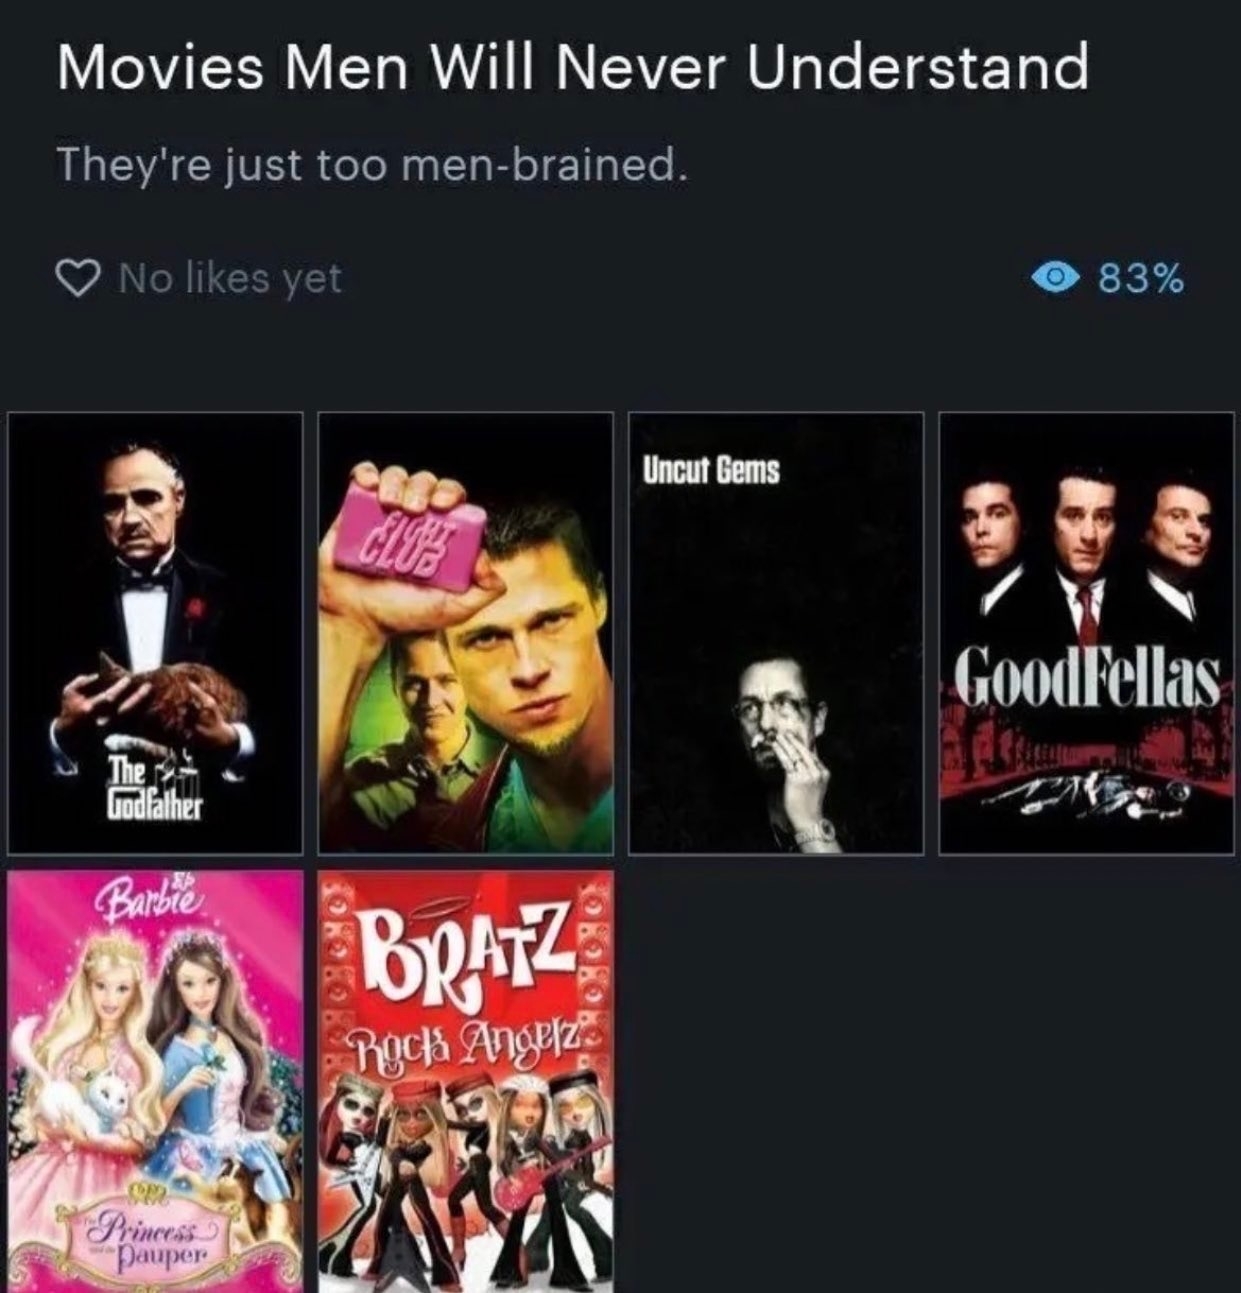 Movies Men Will Never Understand
They're just too men-brained.
No likes yet
83%
The
Godfather
FIGHT
CLUB
Uncut Gems
GoodFellas
Barbie
The Princess
and the
Pauper
BRATZ
Rock Angelz